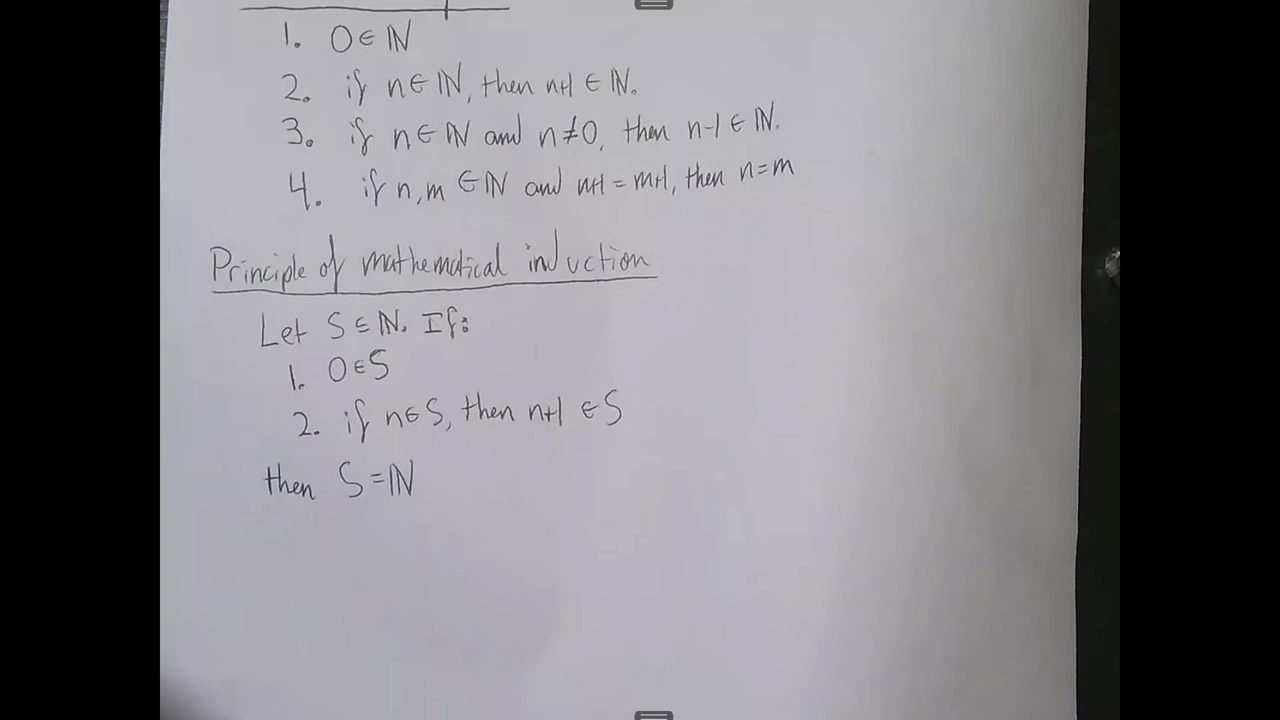 1. 0 ∈ ℕ
2. if n ∈ ℕ, then n+1 ∈ ℕ.
3. if n ∈ ℕ and n ≠ 0, then n-1 ∈ ℕ.
4. if n, m ∈ ℕ and n+1 = m+1, then n = m
Principle of mathematical induction
Let S ⊆ ℕ. If:
1. 0 ∈ S
2. if n ∈ S, then n+1 ∈ S
then S = ℕ